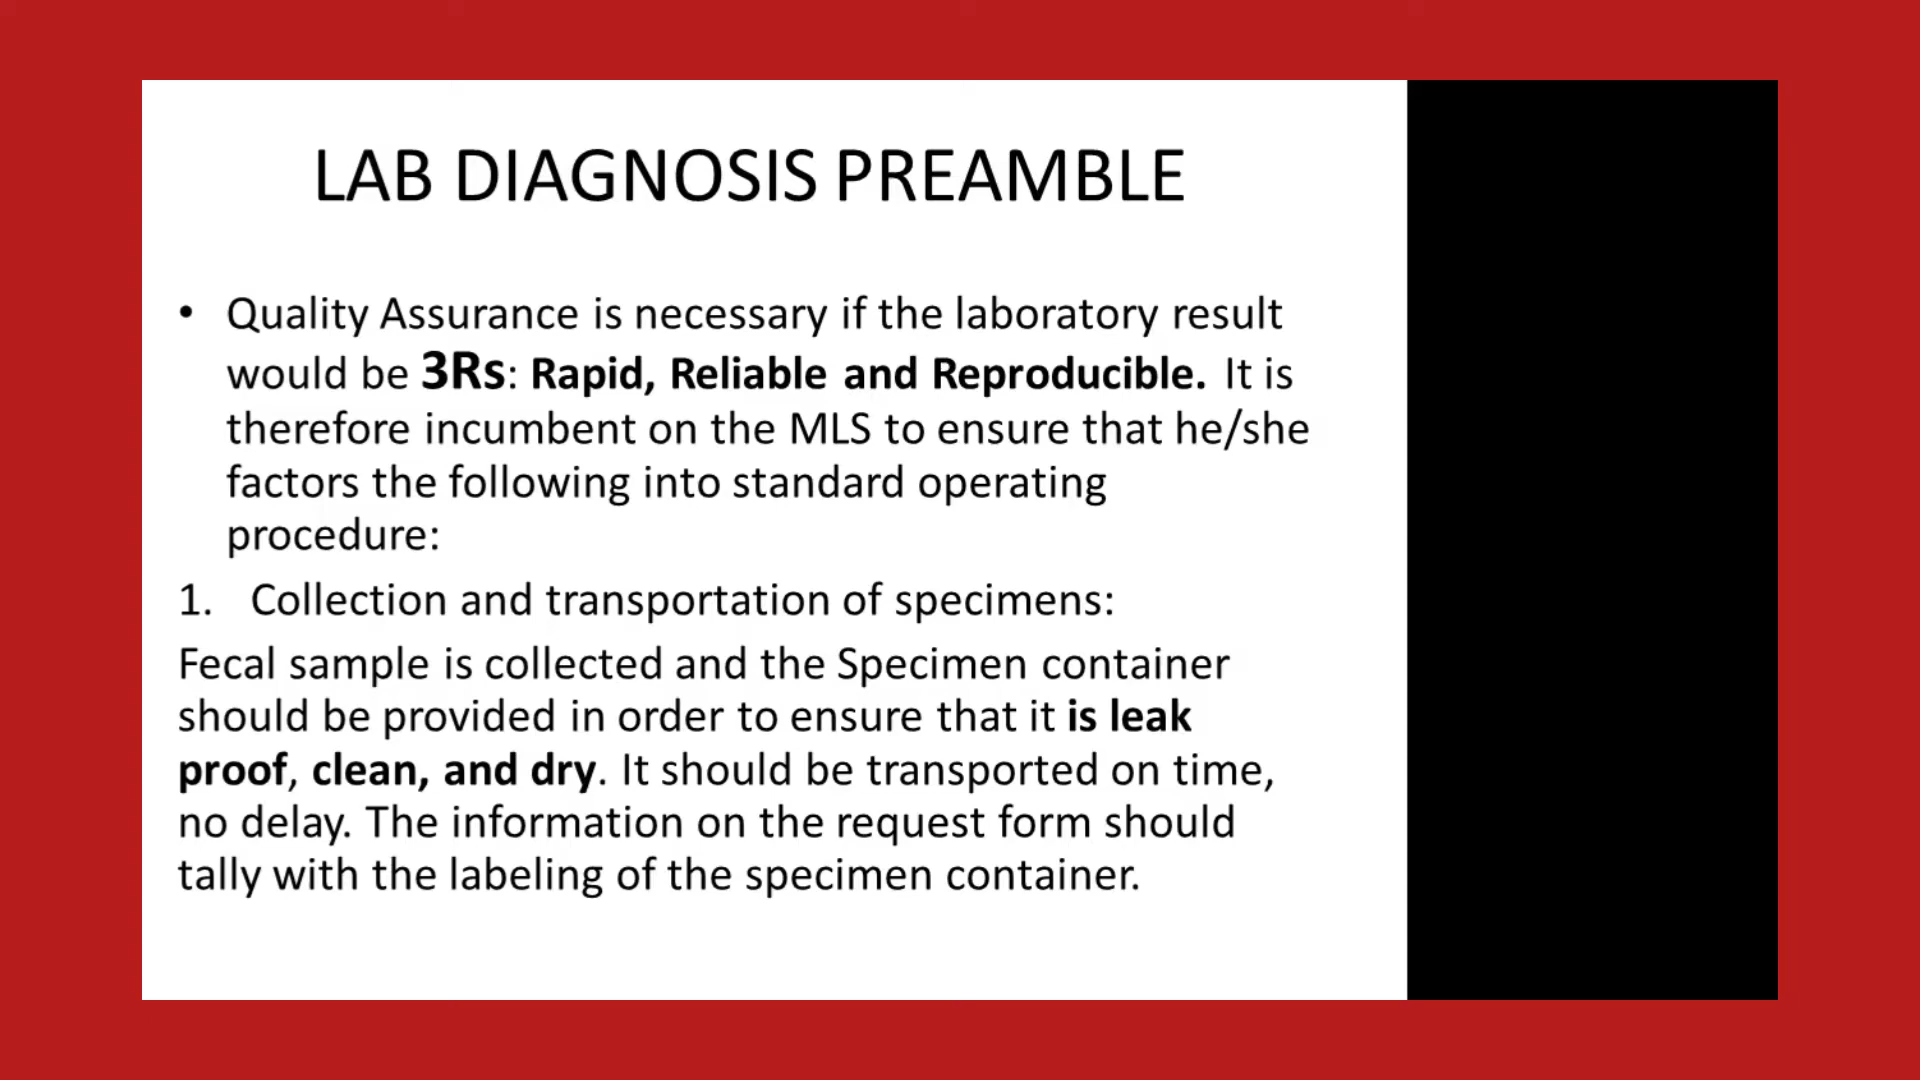 LAB DIAGNOSIS PREAMBLE
• Quality Assurance is necessary if the laboratory result
would be 3Rs: Rapid, Reliable and Reproducible. It is
therefore incumbent on the MLS to ensure that he/she
factors the following into standard operating
procedure:
1. Collection and transportation of specimens:
Fecal sample is collected and the Specimen container
should be provided in order to ensure that it is leak
proof, clean, and dry. It should be transported on time,
no delay. The information on the request form should
tally with the labeling of the specimen container.